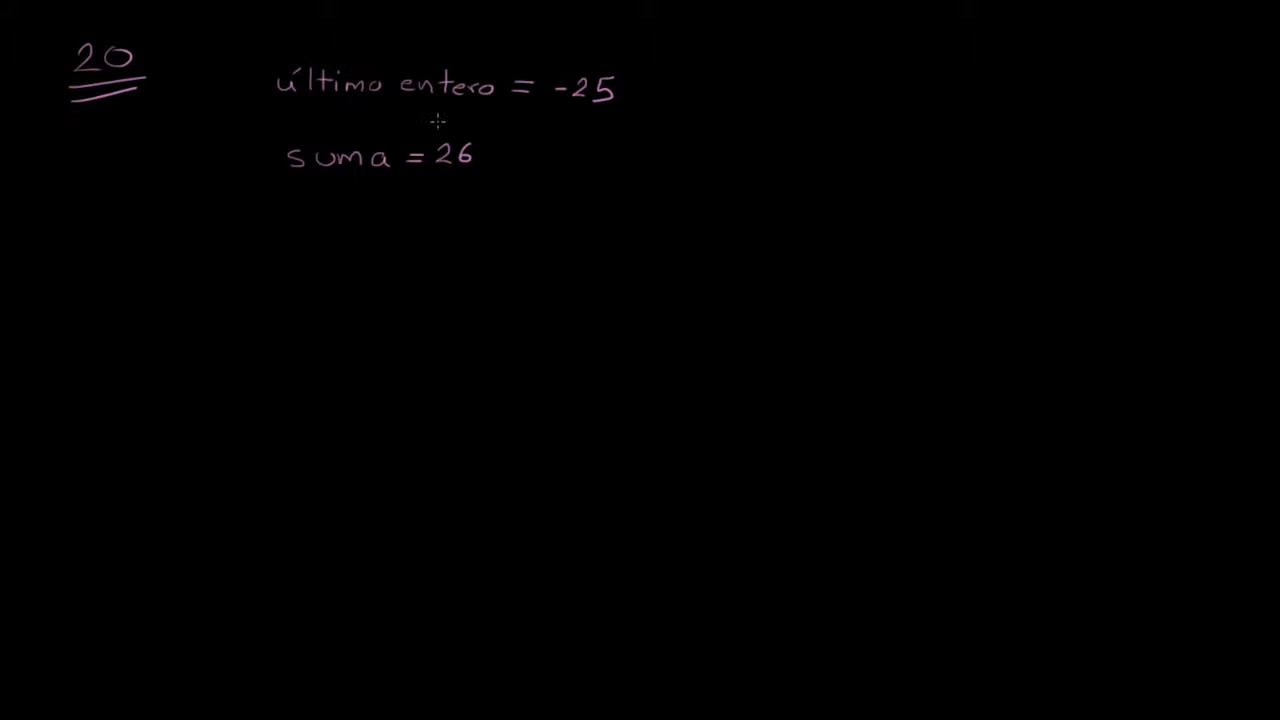 20
último entero = -25
suma = 26